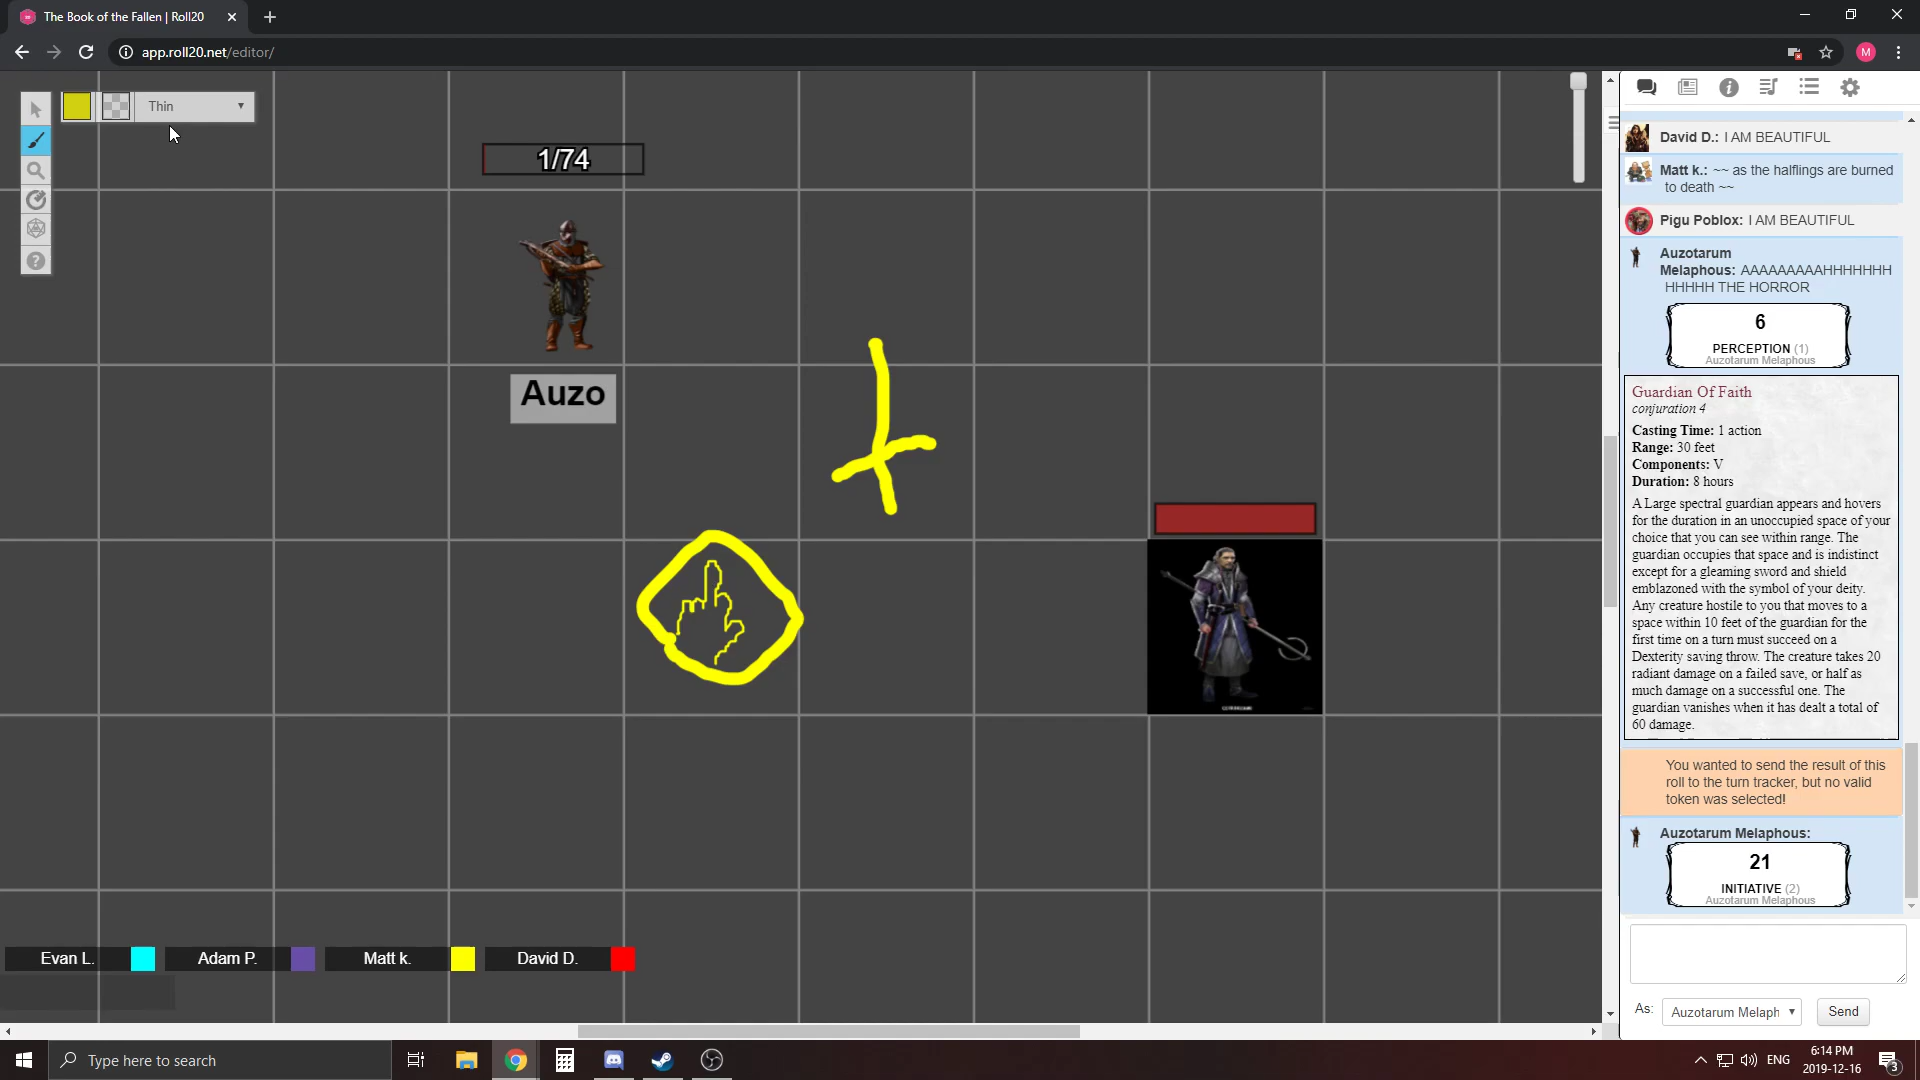 The Book of the Fallen | Roll20
app.roll20.net/editor/
Thin
1/74
Auzo
David D.: I AM BEAUTIFUL
Matt k.: ~~ as the halflings are burned
to death ~~
Pigu Poblox: I AM BEAUTIFUL
Auzotarum
Melaphous: AAAAAAAAAHHHHHHH
HHHHH THE HORROR
6
PERCEPTION (1)
Auzotarum Melaphous
Guardian Of Faith
conjuration 4
Casting Time: 1 action
Range: 30 feet
Components: V
Duration: 8 hours
A Large spectral guardian appears and hovers
for the duration in an unoccupied space of your
choice that you can see within range. The
guardian occupies that space and is indistinct
except for a gleaming sword and shield
emblazoned with the symbol of your deity.
Any creature hostile to you that moves to a
space within 10 feet of the guardian for the
first time on a turn must succeed on a
Dexterity saving throw. The creature takes 20
radiant damage on a failed save, or half as
much damage on a successful one. The
guardian vanishes when it has dealt a total of
60 damage.
You wanted to send the result of this
roll to the turn tracker, but no valid
token was selected!
Auzotarum Melaphous:
21
INITIATIVE (2)
Auzotarum Melaphous
Evan L. Adam P. Matt k. David D.
As: Auzotarum Melaph Send
Type here to search
ENG
6:14 PM
2019-12-16
3
M